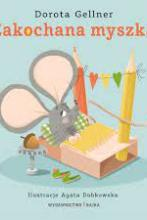 Dorota Gellner
Zakochana myszka
Ilustracje Agata Dobkowska
WYDAWNICTWO BAJKA